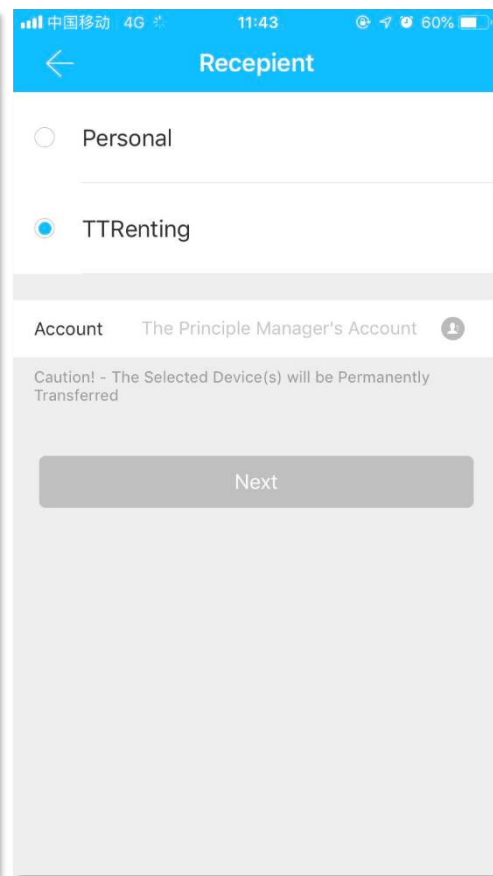 中国移动 4G 11:43 60%
Recepient
Personal
TTRenting
Account The Principle Manager's Account
Caution! - The Selected Device(s) will be Permanently
Transferred
Next